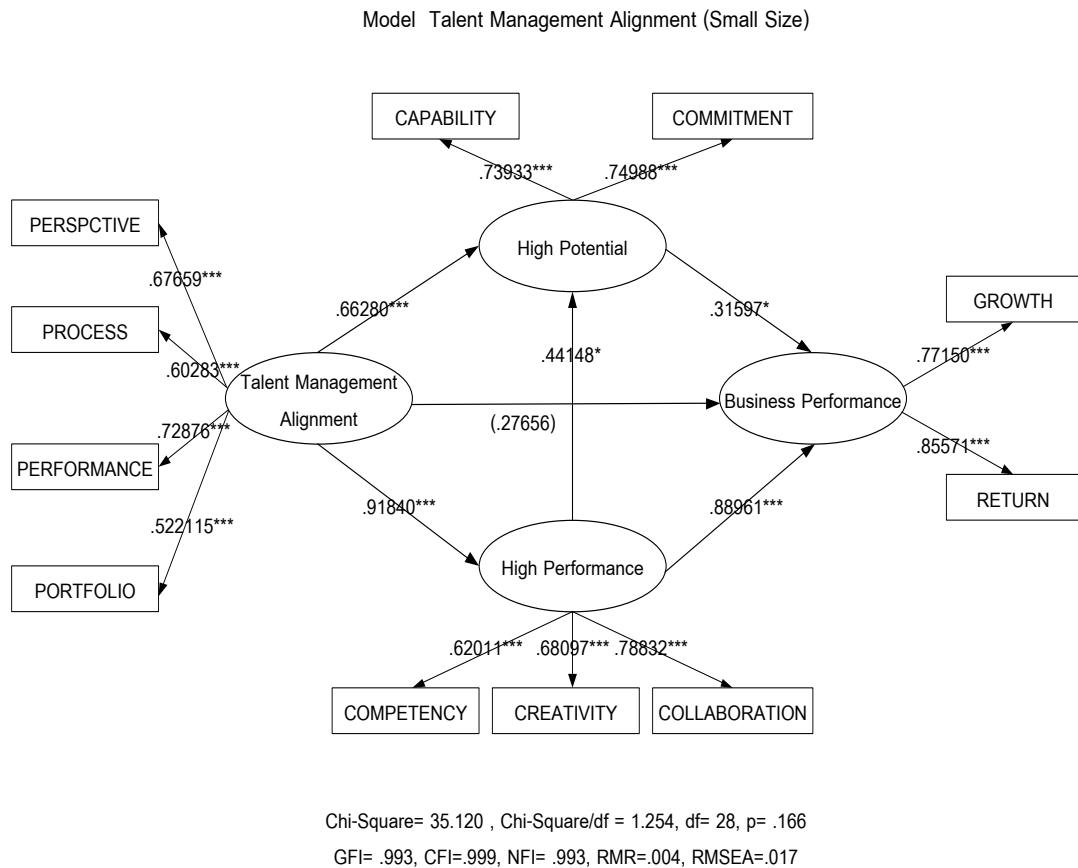 Model Talent Management Alignment (Small Size)
CAPABILITY
COMMITMENT
.73933***
.74988***
PERSPCTIVE
High Potential
.67659***
.66280***
.31597*
GROWTH
PROCESS
.44148*
.77150***
.60283***
Talent Management
Alignment
Business Performance
(.27656)
.72876***
.85571***
PERFORMANCE
RETURN
.91840***
.88961***
.522115***
High Performance
PORTFOLIO
.62011***
.68097***
.78832***
COMPETENCY
CREATIVITY
COLLABORATION
Chi-Square= 35.120 , Chi-Square/df = 1.254, df= 28, p= .166
GFI= .993, CFI=.999, NFI= .993, RMR=.004, RMSEA=.017